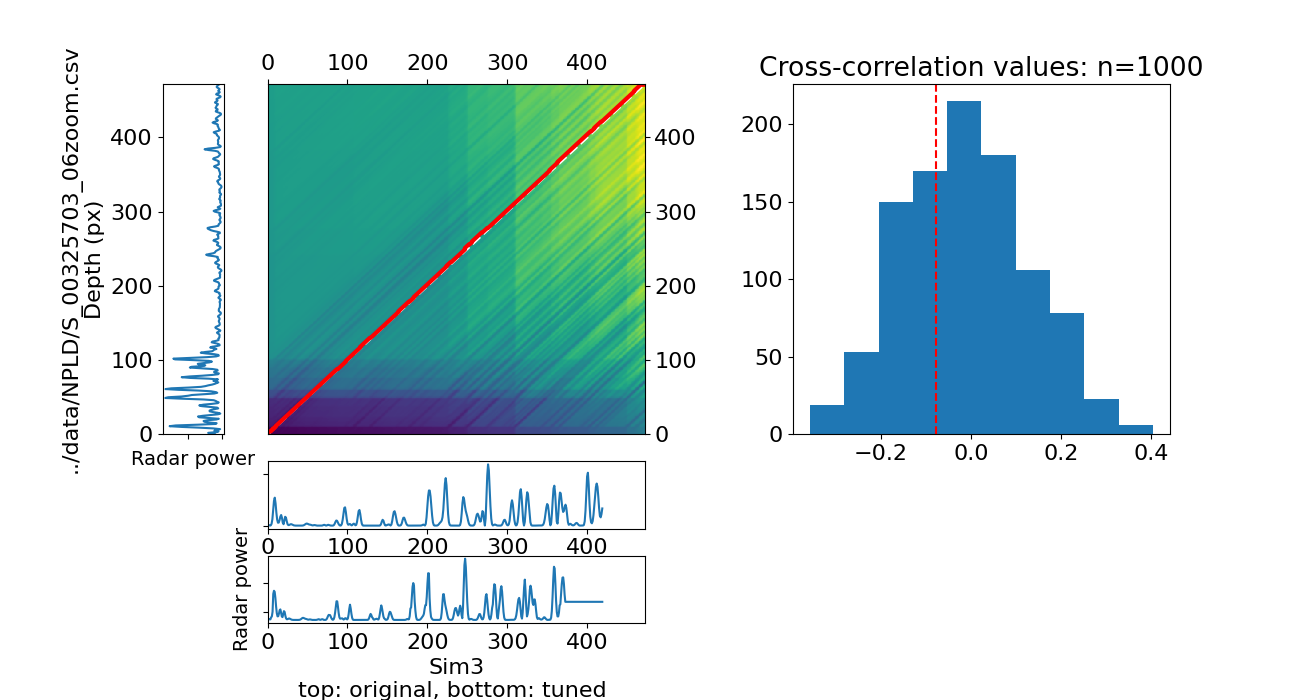 ../data/NPLD/S_00325703_06zoom.csv
Depth (px)
0 100 200 300 400
400
300
200
100
0
400
300
200
100
0
Radar power
Cross-correlation values: n=1000
200
150
100
50
0
−0.2 0.0 0.2 0.4
0 100 200 300 400
Radar power
0 100 200 300 400
Sim3
top: original, bottom: tuned